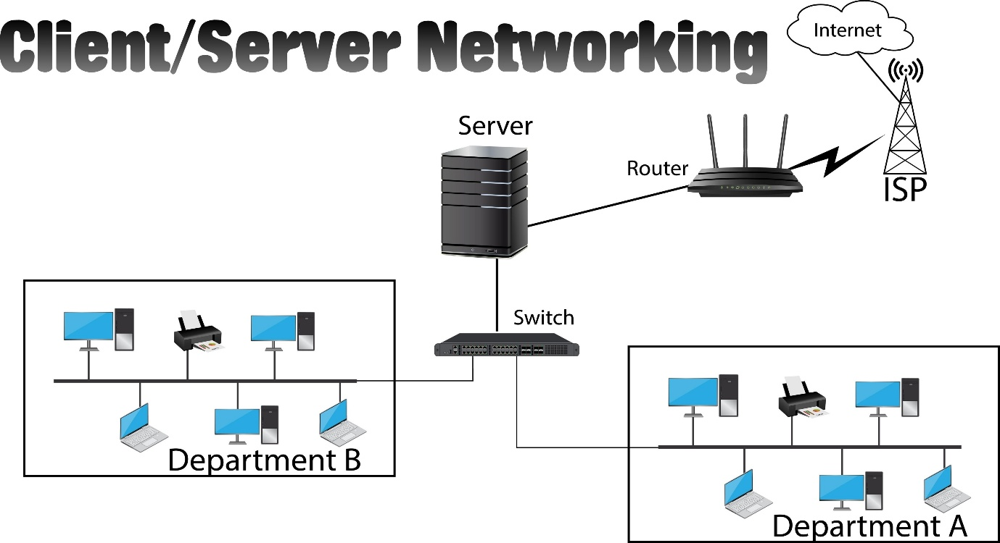 Client/Server Networking
Internet
Server
Router
ISP
Switch
Department B
Department A